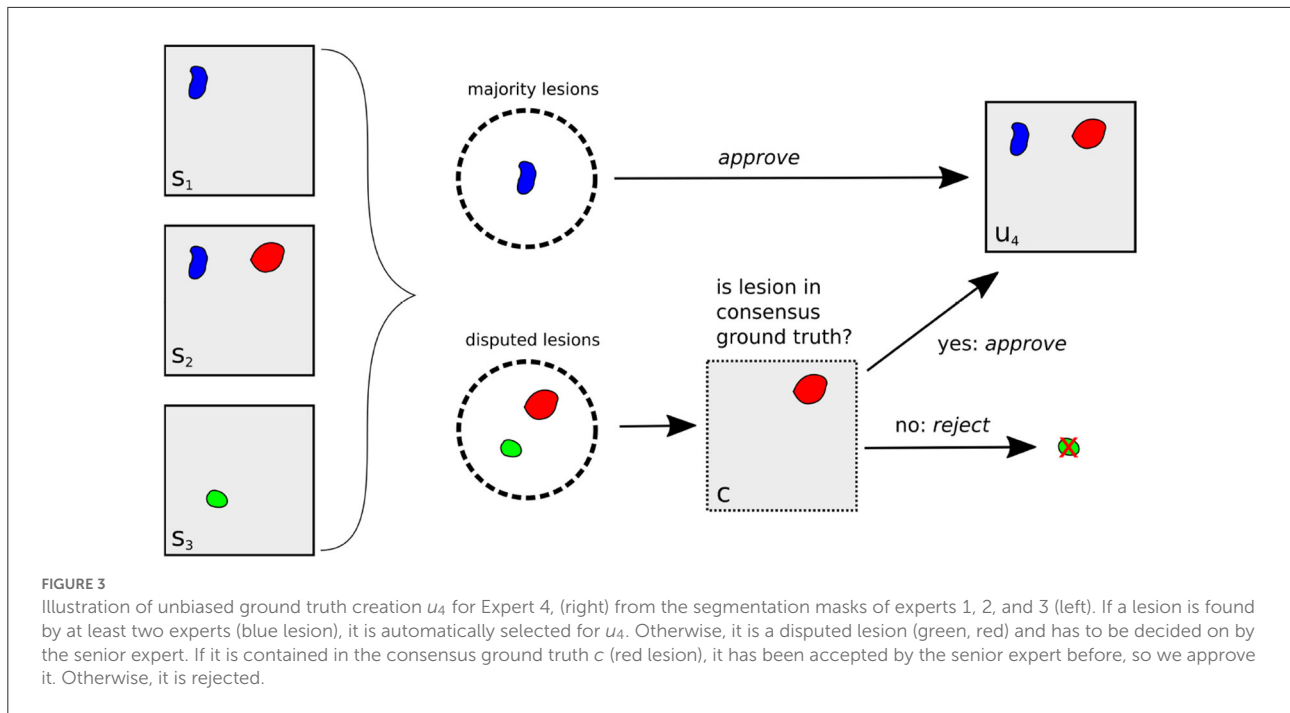 S1
S2
S3
majority lesions
approve
u4
disputed lesions
is lesion in
consensus
ground truth?
C
yes: approve
no: reject
FIGURE 3
Illustration of unbiased ground truth creation u4 for Expert 4, (right) from the segmentation masks of experts 1, 2, and 3 (left). If a lesion is found
by at least two experts (blue lesion), it is automatically selected for u4. Otherwise, it is a disputed lesion (green, red) and has to be decided on by
the senior expert. If it is contained in the consensus ground truth c (red lesion), it has been accepted by the senior expert before, so we approve
it. Otherwise, it is rejected.